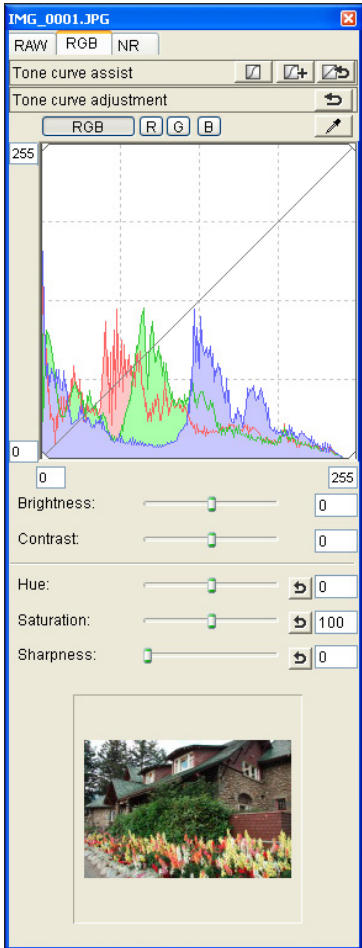 IMG_0001.JPG
RAW RGB NR
Tone curve assist
Tone curve adjustment
RGB R G B
255
0
0 255
Brightness: 0
Contrast: 0
Hue: 0
Saturation: 100
Sharpness: 0